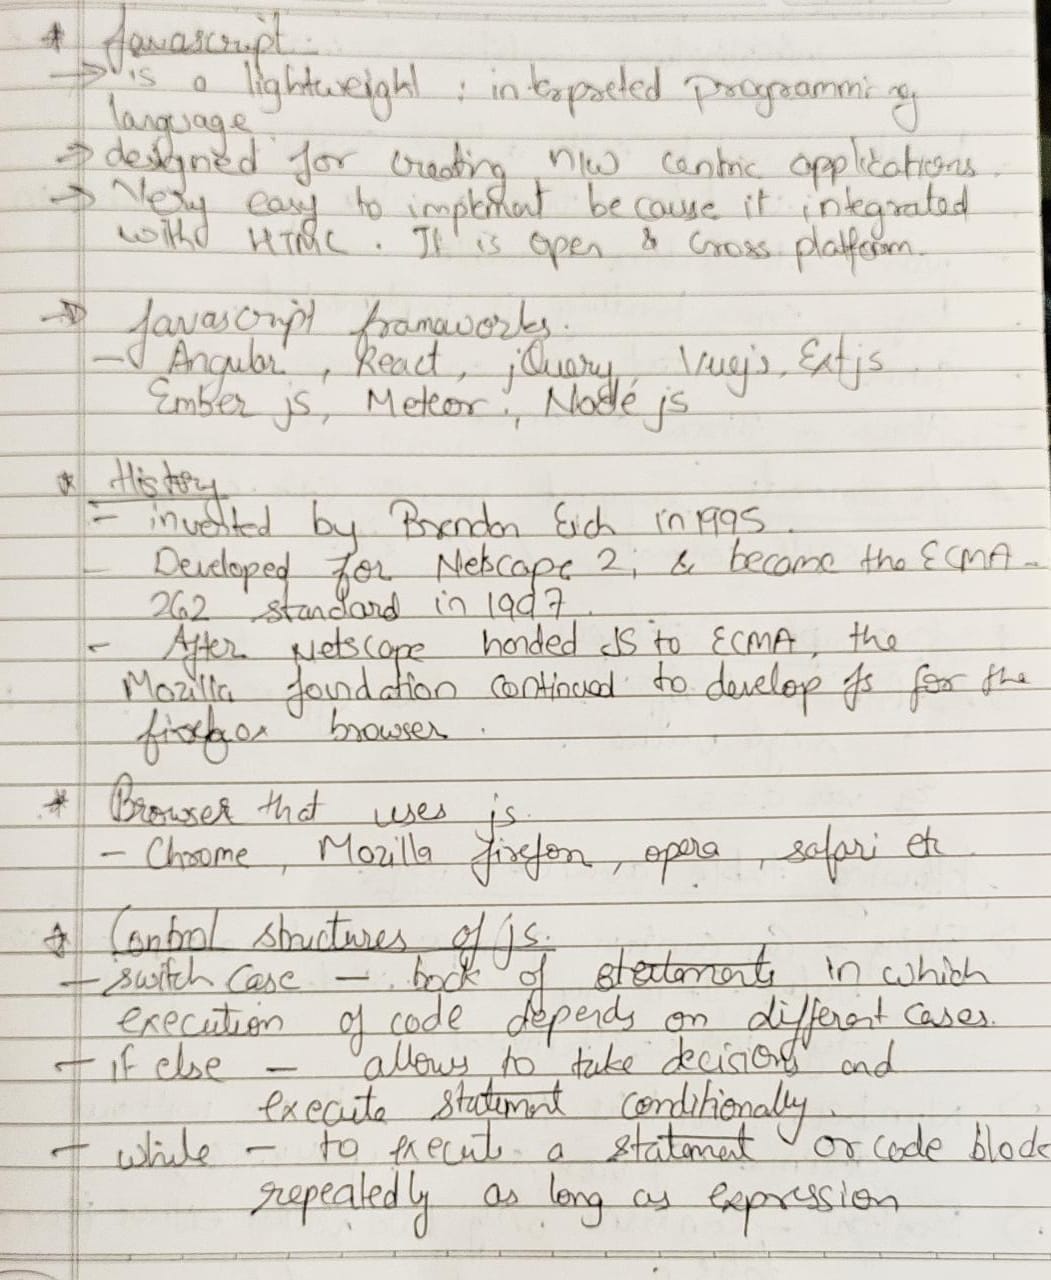 * Javascript :
→ is a lightweight ; interpreted programming
language
→ designed for creating n/w centric applications.
→ Very easy to implement because it integrated
with HTML. It is open & cross platform.
→ Javascript framaworks.
- Angular, React, jQuery, Vuejs, Extjs
Ember js, Meteor, Node js
* History
- invented by Brendon Eich in 1995.
- Developed for Netscape 2, & became the ECMA-
262 standard in 1997.
- After Netscape handed JS to ECMA, the
Mozilla foundation continued to develop Js for the
firefox browser.
* Browser that uses js.
- Chrome, Mozilla firefon, opera, safari etc
* Control structures of js.
- switch Case - bock of statements in which
execution of code depends on different cases.
- if else - allows to take decisions and
execute statement conditionally.
- while - to execute a statement or code block
repeatedly as long as expression